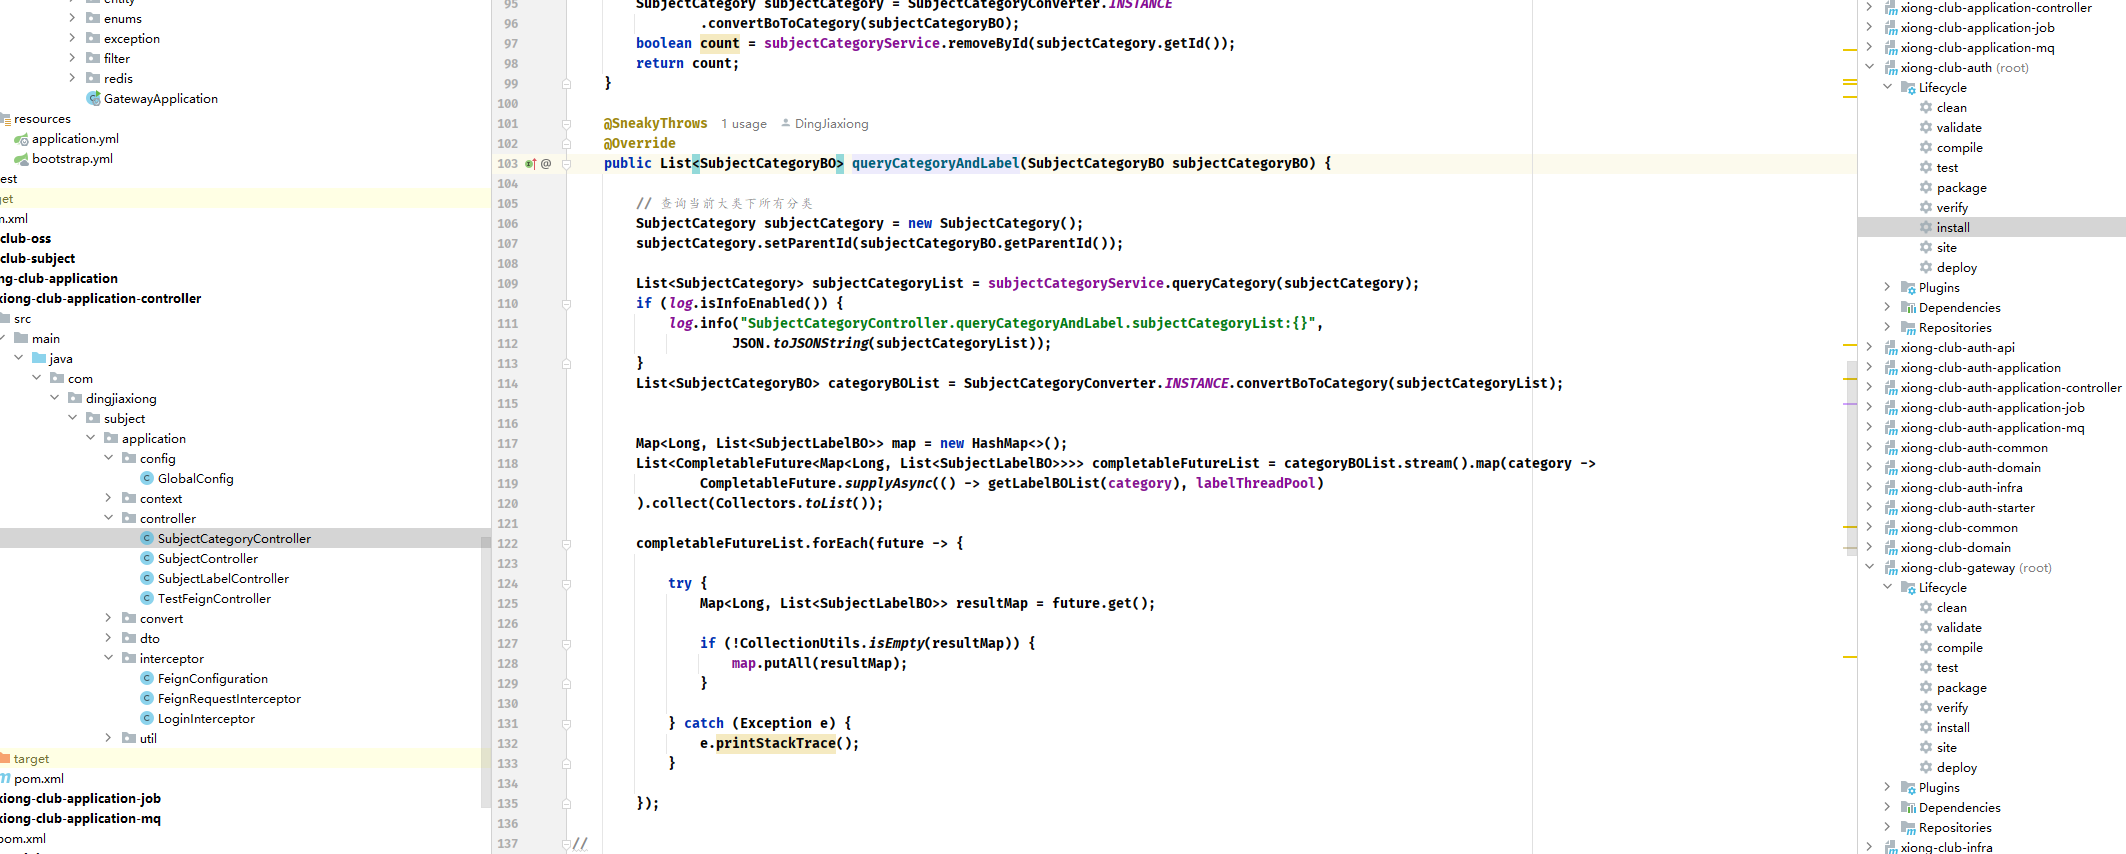 entity
enums
exception
filter
redis
GatewayApplication
resources
application.yml
bootstrap.yml
est
get
n.xml
club-oss
club-subject
ng-club-application
xiong-club-application-controller
src
main
java
com
dingjiaxiong
subject
application
config
GlobalConfig
context
controller
SubjectCategoryController
SubjectController
SubjectLabelController
TestFeignController
convert
dto
interceptor
FeignConfiguration
FeignRequestInterceptor
LoginInterceptor
util
target
pom.xml
xiong-club-application-job
xiong-club-application-mq
pom.xml
95 SubjectCategory subjectCategory = SubjectCategoryConverter.INSTANCE
96 .convertBoToCategory(subjectCategoryBO);
97 boolean count = subjectCategoryService.removeById(subjectCategory.getId());
98 return count;
99 }
100
101 @SneakyThrows 1 usage DingJiaxiong
102 @Override
103 public List<SubjectCategoryBO> queryCategoryAndLabel(SubjectCategoryBO subjectCategoryBO) {
104
105 // 查询当前大类下所有分类
106 SubjectCategory subjectCategory = new SubjectCategory();
107 subjectCategory.setParentId(subjectCategoryBO.getParentId());
108
109 List<SubjectCategory> subjectCategoryList = subjectCategoryService.queryCategory(subjectCategory);
110 if (log.isInfoEnabled()) {
111 log.info("SubjectCategoryController.queryCategoryAndLabel.subjectCategoryList:{}",
112 JSON.toJSONString(subjectCategoryList));
113 }
114 List<SubjectCategoryBO> categoryBOList = SubjectCategoryConverter.INSTANCE.convertBoToCategory(subjectCategoryList);
115
116
117 Map<Long, List<SubjectLabelBO>> map = new HashMap<>();
118 List<CompletableFuture<Map<Long, List<SubjectLabelBO>>>> completableFutureList = categoryBOList.stream().map(category ->
119 CompletableFuture.supplyAsync(() -> getLabelBOList(category), labelThreadPool)
120 ).collect(Collectors.toList());
121
122 completableFutureList.forEach(future -> {
123
124 try {
125 Map<Long, List<SubjectLabelBO>> resultMap = future.get();
126
127 if (!CollectionUtils.isEmpty(resultMap)) {
128 map.putAll(resultMap);
129 }
130
131 } catch (Exception e) {
132 e.printStackTrace();
133 }
134
135 });
136
137 //
xiong-club-application-controller
xiong-club-application-job
xiong-club-application-mq
xiong-club-auth (root)
Lifecycle
clean
validate
compile
test
package
verify
install
site
deploy
Plugins
Dependencies
Repositories
xiong-club-auth-api
xiong-club-auth-application
xiong-club-auth-application-controller
xiong-club-auth-application-job
xiong-club-auth-application-mq
xiong-club-auth-common
xiong-club-auth-domain
xiong-club-auth-infra
xiong-club-auth-starter
xiong-club-common
xiong-club-domain
xiong-club-gateway (root)
Lifecycle
clean
validate
compile
test
package
verify
install
site
deploy
Plugins
Dependencies
Repositories
xiong-club-infra